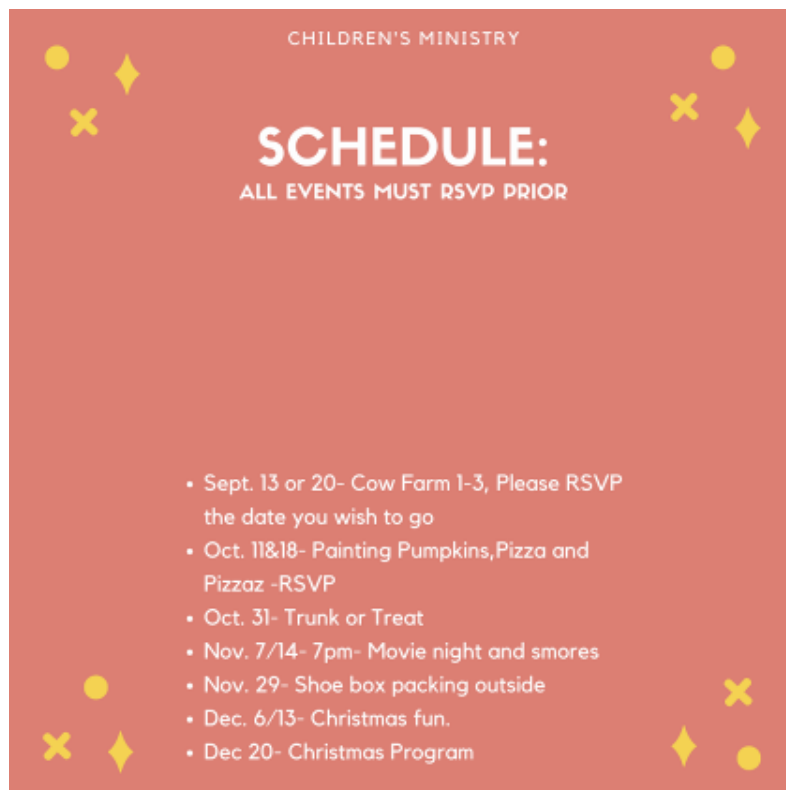 CHILDREN'S MINISTRY
SCHEDULE:
ALL EVENTS MUST RSVP PRIOR
• Sept. 13 or 20- Cow Farm 1-3, Please RSVP
the date you wish to go
• Oct. 11&18- Painting Pumpkins,Pizza and
Pizzaz -RSVP
• Oct. 31- Trunk or Treat
• Nov. 7/14- 7pm- Movie night and smores
• Nov. 29- Shoe box packing outside
• Dec. 6/13- Christmas fun.
• Dec 20- Christmas Program